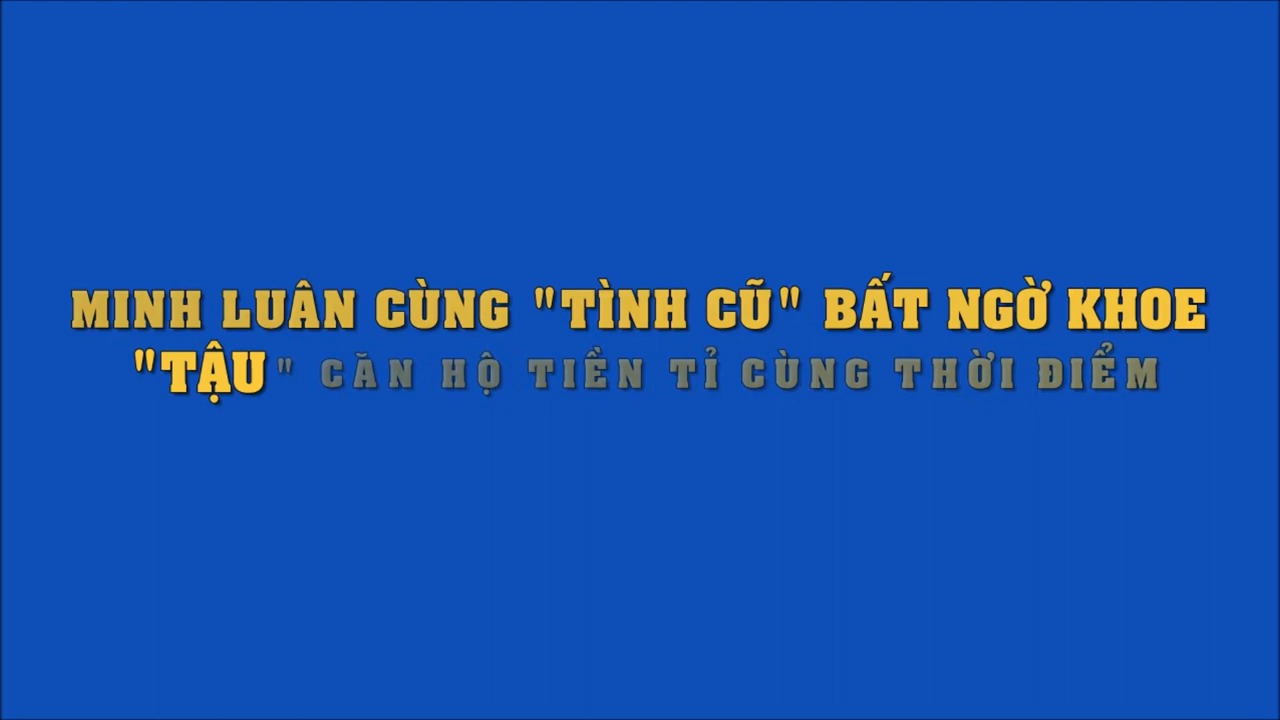 MINH LUÂN CÙNG "TÌNH CŨ" BẤT NGỜ KHOE
"TẬU" CĂN HỘ TIỀN TỈ CÙNG THỜI ĐIỂM